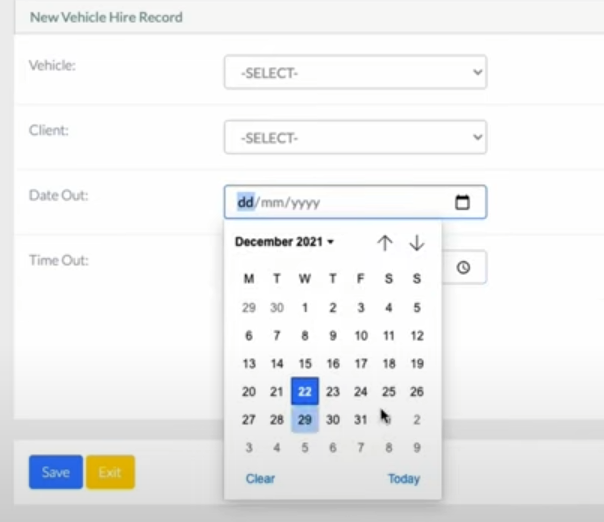 New Vehicle Hire Record
Vehicle: -SELECT-
Client: -SELECT-
Date Out: dd/mm/yyyy
December 2021
Time Out:
M T W T F S S
29 30 1 2 3 4 5
6 7 8 9 10 11 12
13 14 15 16 17 18 19
20 21 22 23 24 25 26
27 28 29 30 31 2
3 4 5 6 7 8 9
Save Exit
Clear Today